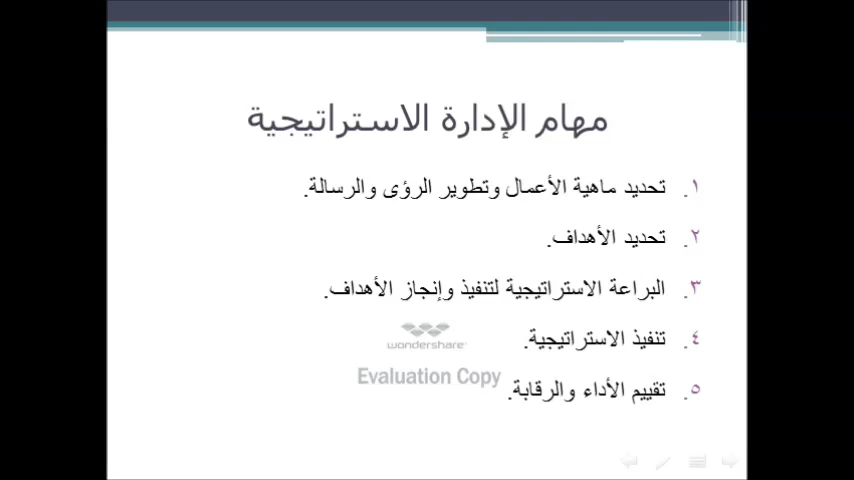 مهام الإدارة الاستراتيجية
١. تحديد ماهية الأعمال وتطوير الرؤى والرسالة.
٢. تحديد الأهداف.
٣. البراعة الاستراتيجية لتنفيذ وإنجاز الأهداف.
٤. تنفيذ الاستراتيجية.
wondershare
Evaluation Copy
٥. تقييم الأداء والرقابة.